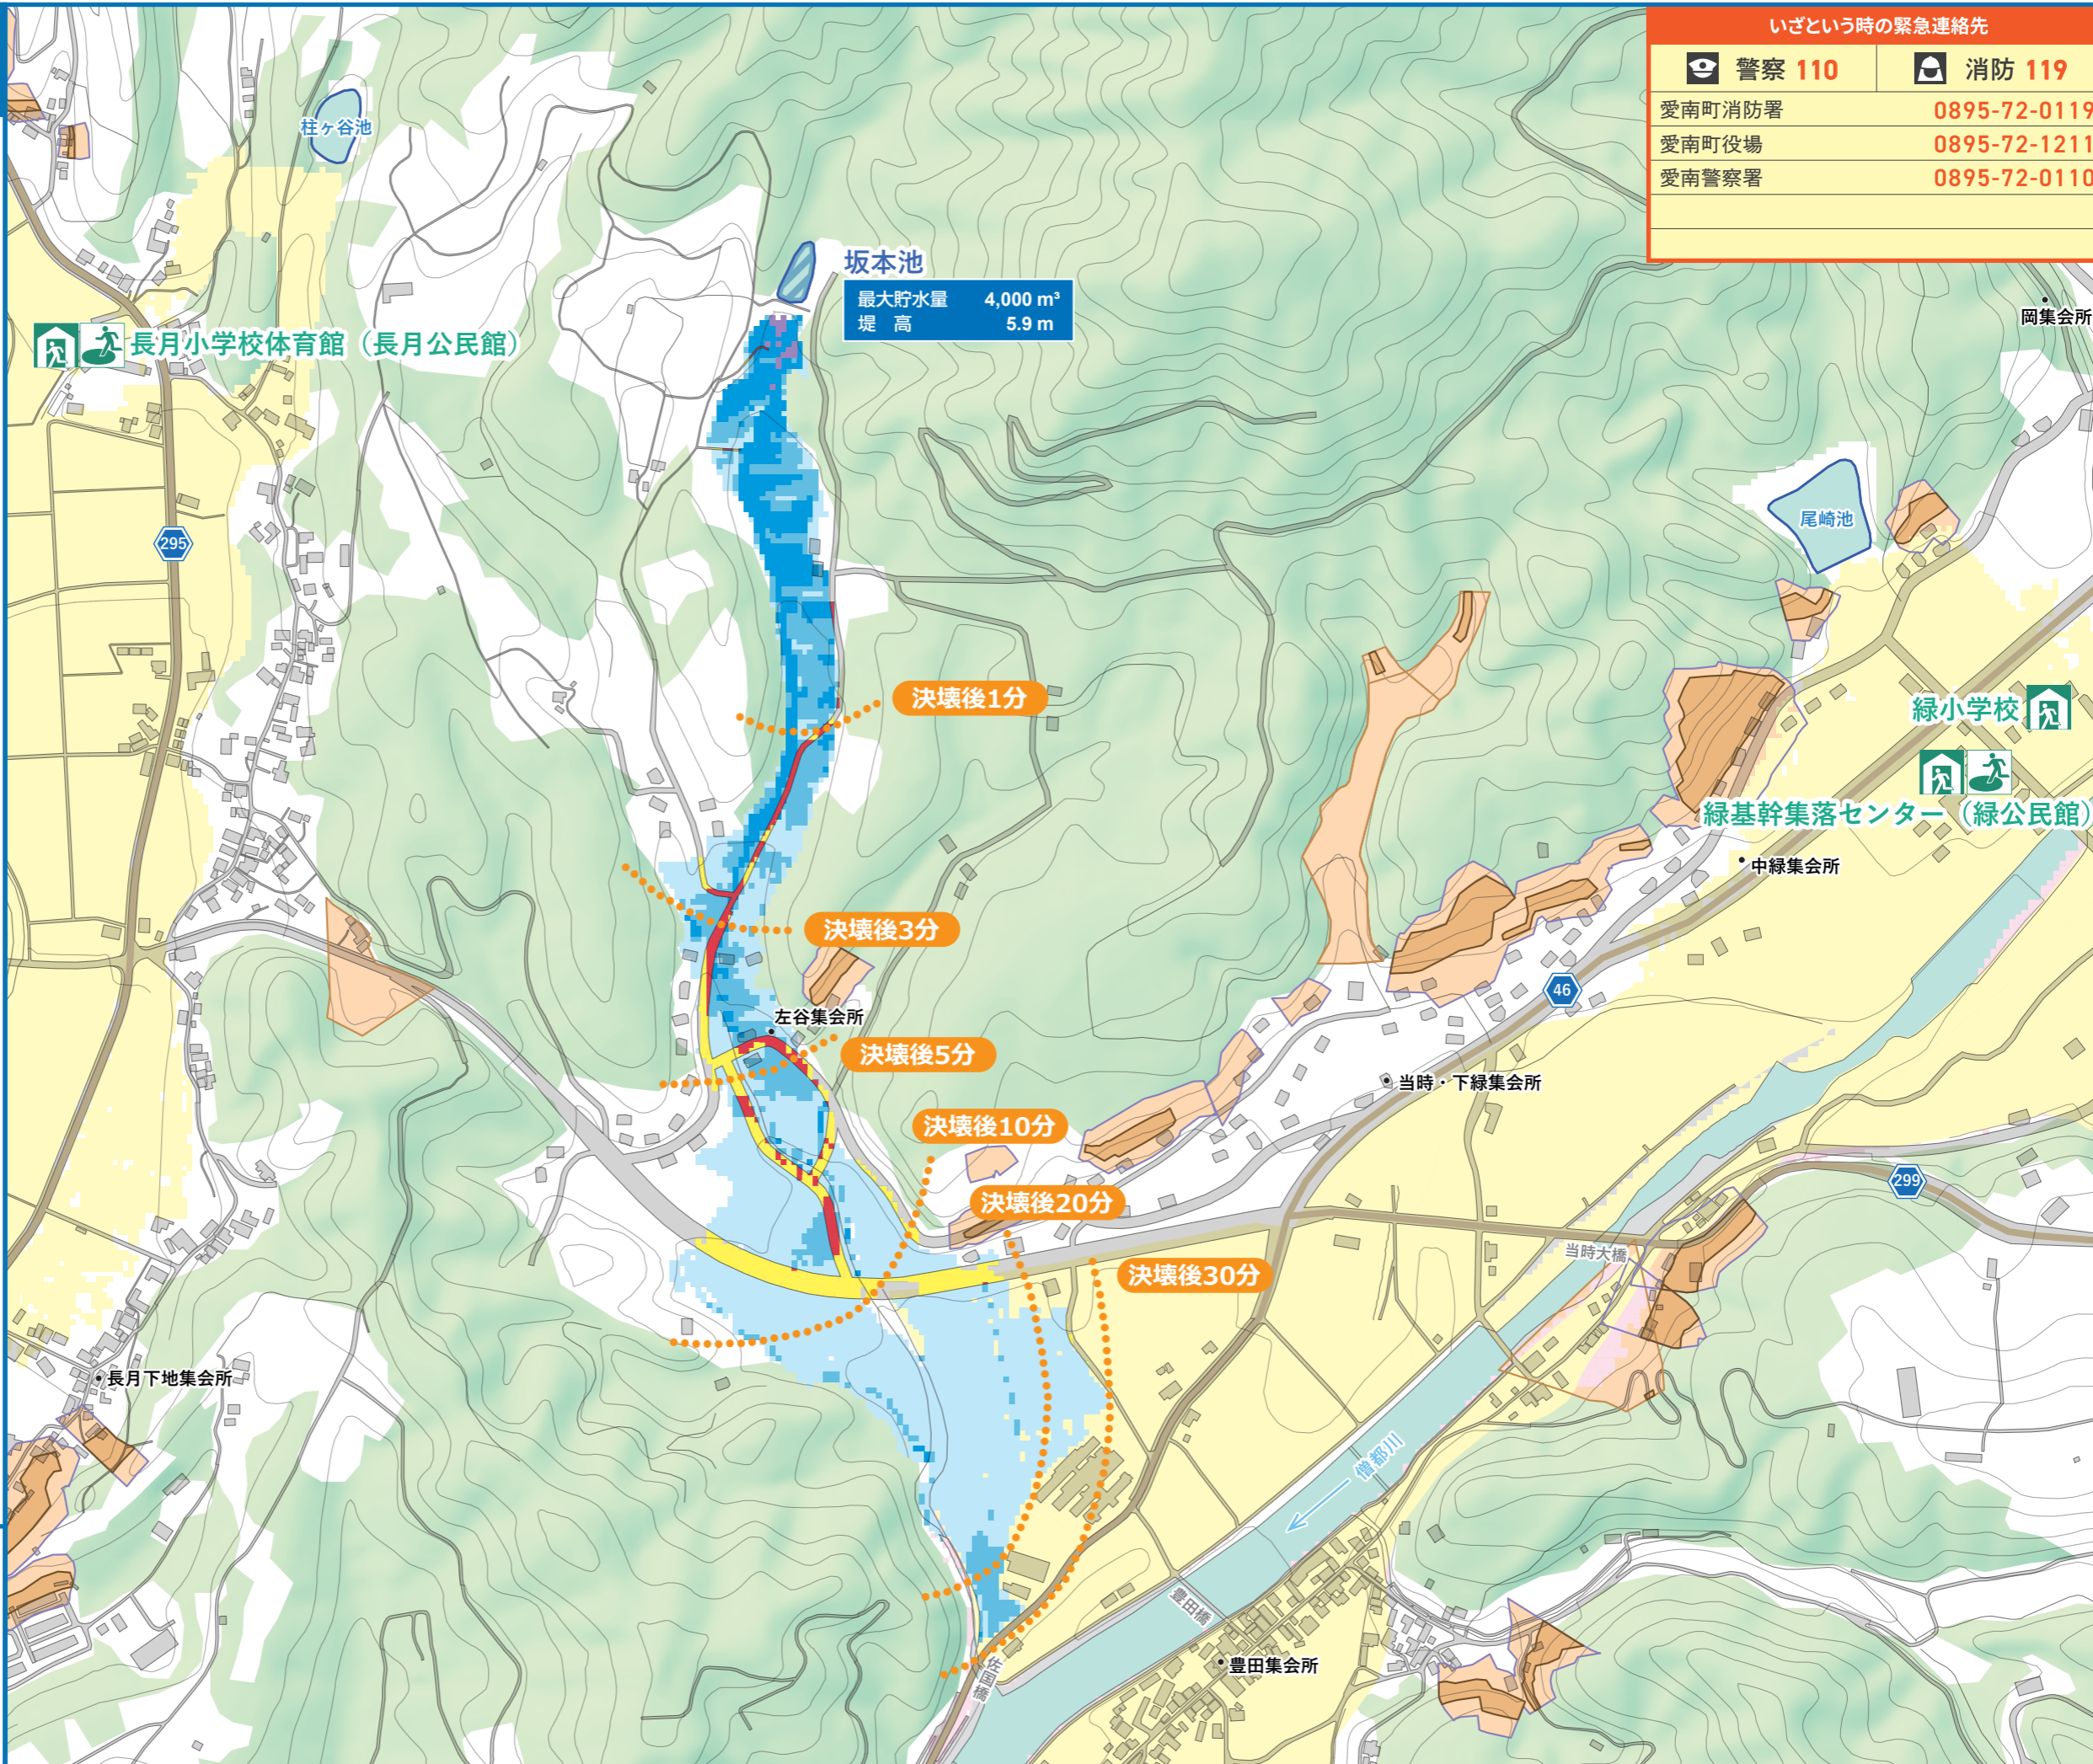 いざという時の緊急連絡先
警察 110 消防 119
愛南町消防署 0895-72-0119
愛南町役場 0895-72-1211
愛南警察署 0895-72-0110
柱ヶ谷池
坂本池
最大貯水量 4,000 m³
堤 高 5.9 m
岡集会所
長月小学校体育館（長月公民館）
尾崎池
295
決壊後1分
緑小学校
緑基幹集落センター（緑公民館）
中緑集会所
決壊後3分
46
左谷集会所
決壊後5分
当時・下緑集会所
決壊後10分
299
決壊後20分
当時大橋
決壊後30分
長月下地集会所
僧都川
豊田橋
豊田集会所
佐国橋